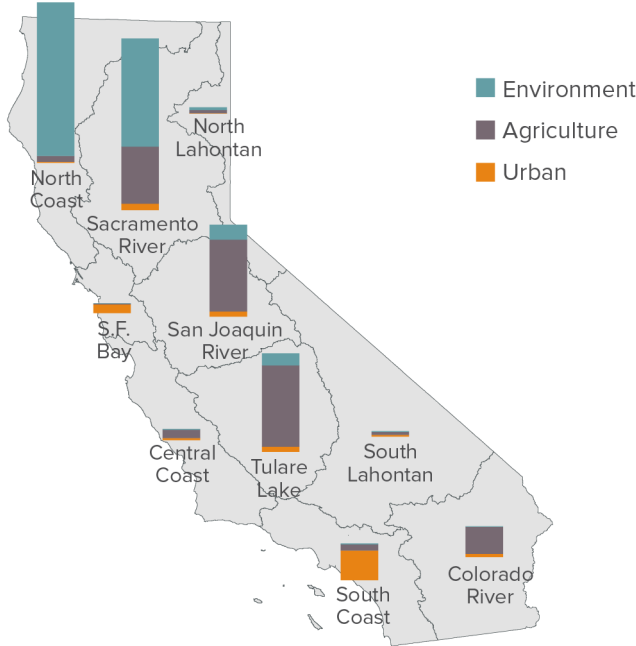 Environment
Agriculture
Urban
North
Lahontan
North
Coast
Sacramento
River
S.F.
Bay
San Joaquin
River
Central
Coast
Tulare
Lake
South
Lahontan
South
Coast
Colorado
River